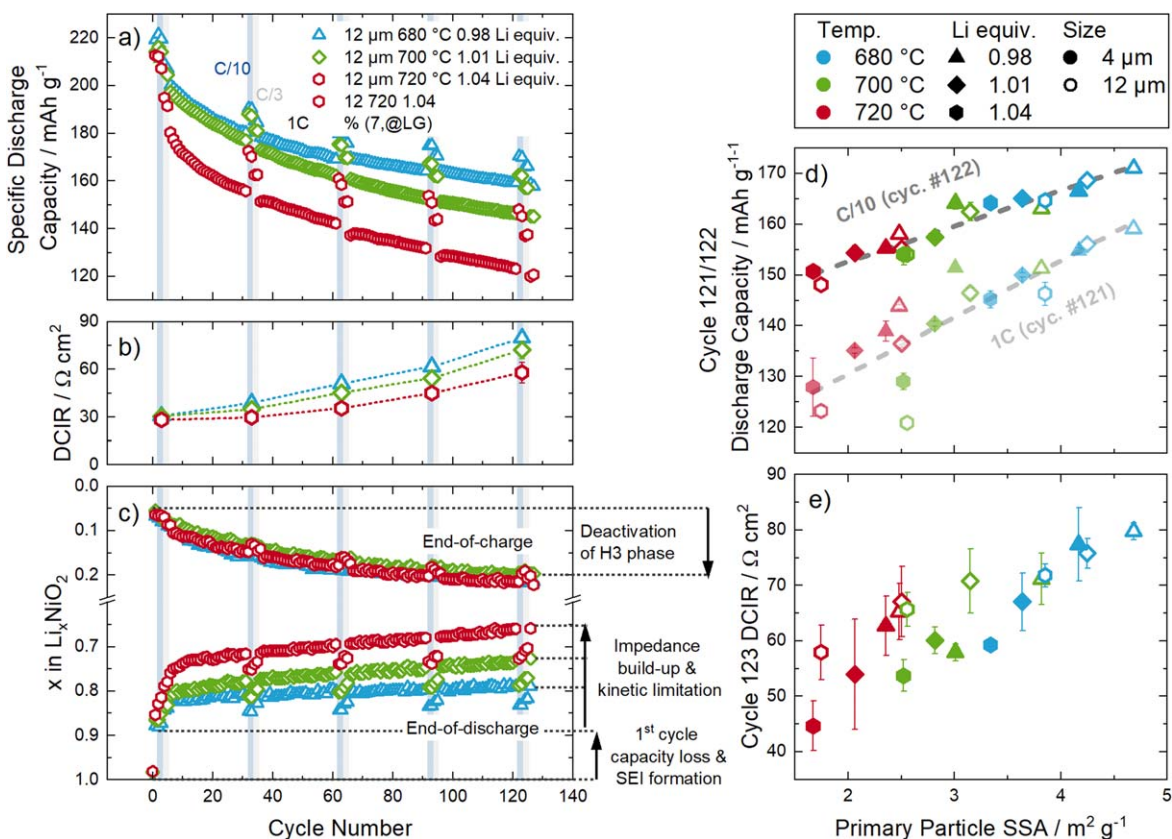 a)
220
200
180
160
140
120
Specific Discharge
Capacity / mAh g⁻¹
C/10
C/3
1C
12 µm 680 °C 0.98 Li equiv.
12 µm 700 °C 1.01 Li equiv.
12 µm 720 °C 1.04 Li equiv.
12 720 1.04
% (7,@LG)
b)
90
60
30
0
DCIR / Ω cm²
c)
0.0
0.1
0.2
0.7
0.8
0.9
1.0
x in LiₓNiO₂
End-of-charge
Deactivation
of H3 phase
End-of-discharge
Impedance
build-up &
kinetic limitation
1ˢᵗ cycle
capacity loss &
SEI formation
0 20 40 60 80 100 120 140
Cycle Number
Temp. Li equiv. Size
680 °C 0.98 4 µm
700 °C 1.01 12 µm
720 °C 1.04
d)
170
160
150
140
130
120
Cycle 121/122
Discharge Capacity / mAh g⁻¹⁻¹
C/10 (cyc. #122)
1C (cyc. #121)
e)
90
80
70
60
50
40
Cycle 123 DCIR / Ω cm²
2 3 4 5
Primary Particle SSA / m² g⁻¹